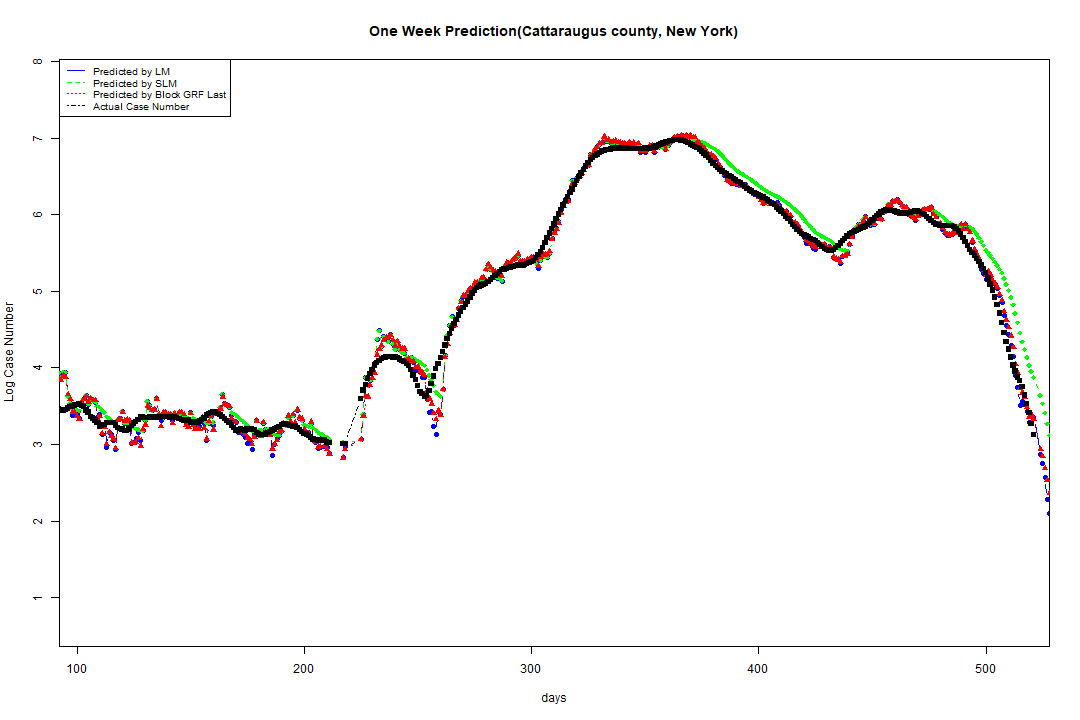 One Week Prediction(Cattaraugus county, New York)
Predicted by LM
Predicted by SLM
Predicted by Block GRF Last
Actual Case Number
8
7
6
5
4
3
2
1
Log Case Number
100 200 300 400 500
days